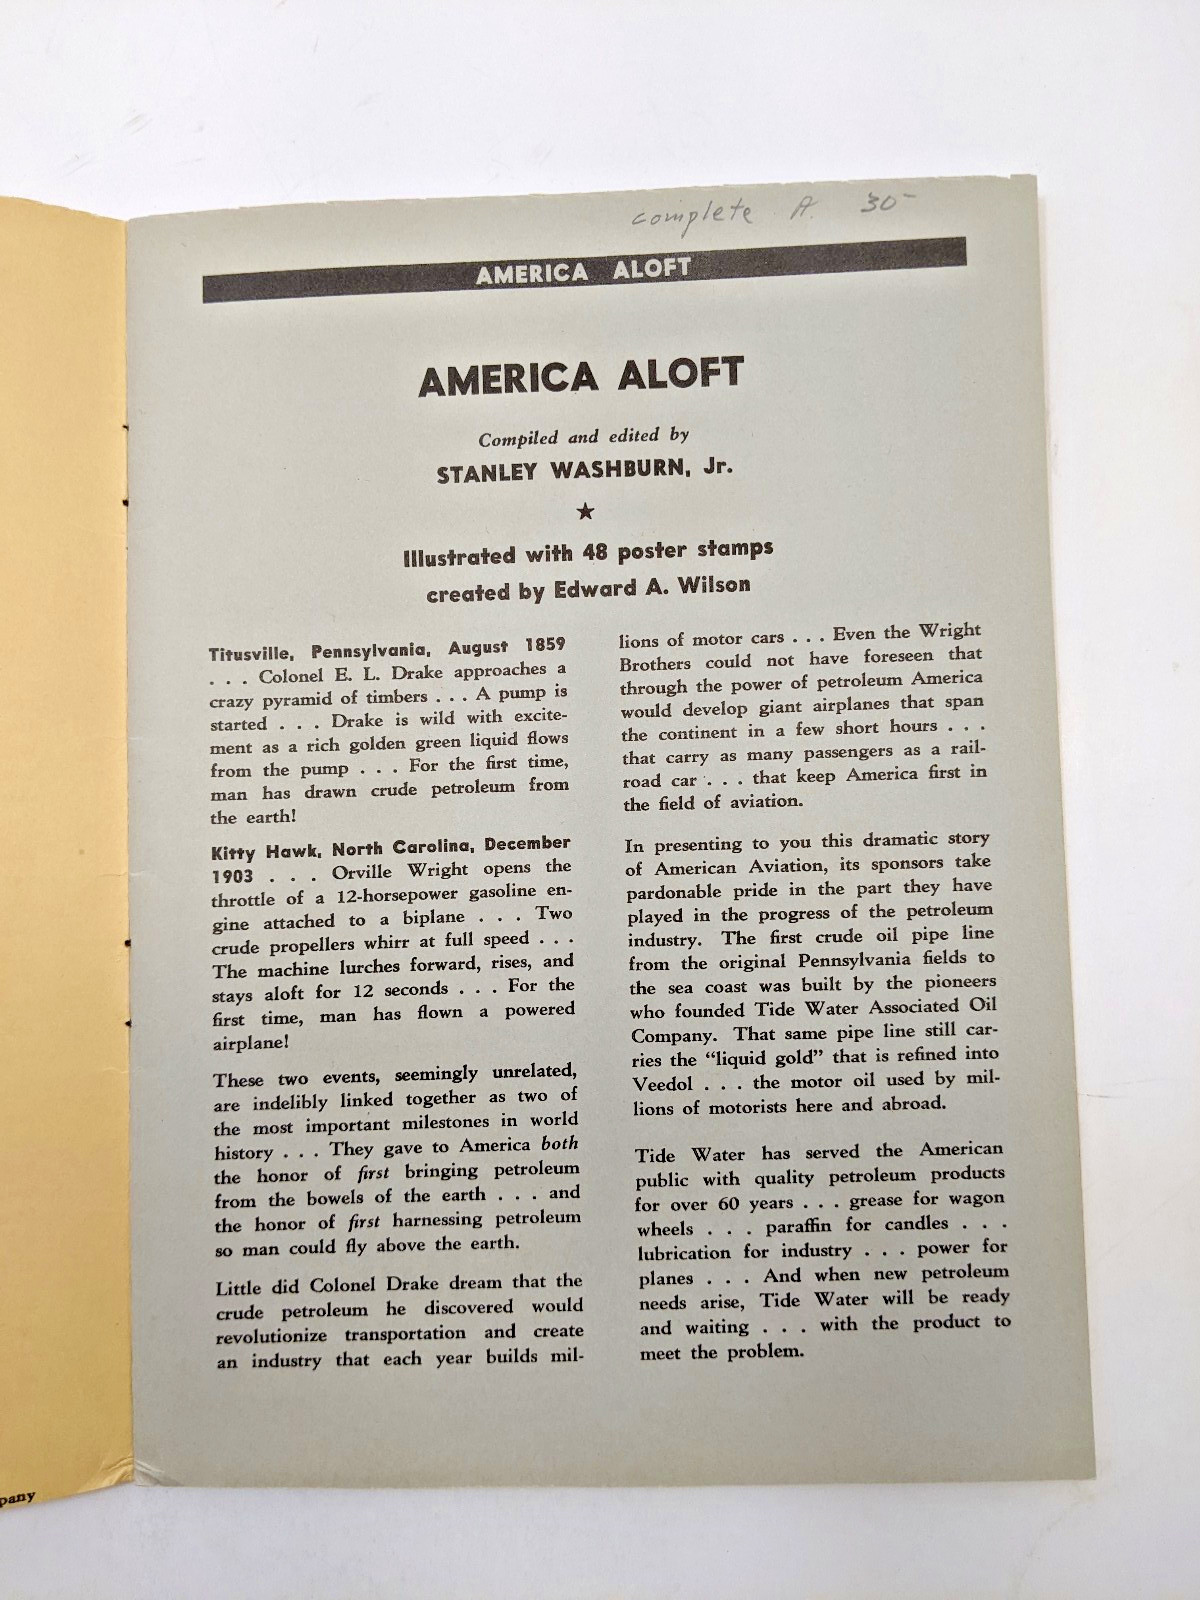 complete A. 30-
AMERICA ALOFT
AMERICA ALOFT
Compiled and edited by
STANLEY WASHBURN, Jr.
★
Illustrated with 48 poster stamps
created by Edward A. Wilson
Titusville, Pennsylvania, August 1859
. . . Colonel E. L. Drake approaches a
crazy pyramid of timbers . . . A pump is
started . . . Drake is wild with excite-
ment as a rich golden green liquid flows
from the pump . . . For the first time,
man has drawn crude petroleum from
the earth!
Kitty Hawk, North Carolina, December
1903 . . . Orville Wright opens the
throttle of a 12-horsepower gasoline en-
gine attached to a biplane . . . Two
crude propellers whirr at full speed . . .
The machine lurches forward, rises, and
stays aloft for 12 seconds . . . For the
first time, man has flown a powered
airplane!
These two events, seemingly unrelated,
are indelibly linked together as two of
the most important milestones in world
history . . . They gave to America both
the honor of first bringing petroleum
from the bowels of the earth . . . and
the honor of first harnessing petroleum
so man could fly above the earth.
Little did Colonel Drake dream that the
crude petroleum he discovered would
revolutionize transportation and create
an industry that each year builds mil-
lions of motor cars . . . Even the Wright
Brothers could not have foreseen that
through the power of petroleum America
would develop giant airplanes that span
the continent in a few short hours . . .
that carry as many passengers as a rail-
road car . . . that keep America first in
the field of aviation.
In presenting to you this dramatic story
of American Aviation, its sponsors take
pardonable pride in the part they have
played in the progress of the petroleum
industry. The first crude oil pipe line
from the original Pennsylvania fields to
the sea coast was built by the pioneers
who founded Tide Water Associated Oil
Company. That same pipe line still car-
ries the “liquid gold” that is refined into
Veedol . . . the motor oil used by mil-
lions of motorists here and abroad.
Tide Water has served the American
public with quality petroleum products
for over 60 years . . . grease for wagon
wheels . . . paraffin for candles . . .
lubrication for industry . . . power for
planes . . . And when new petroleum
needs arise, Tide Water will be ready
and waiting . . . with the product to
meet the problem.
pany